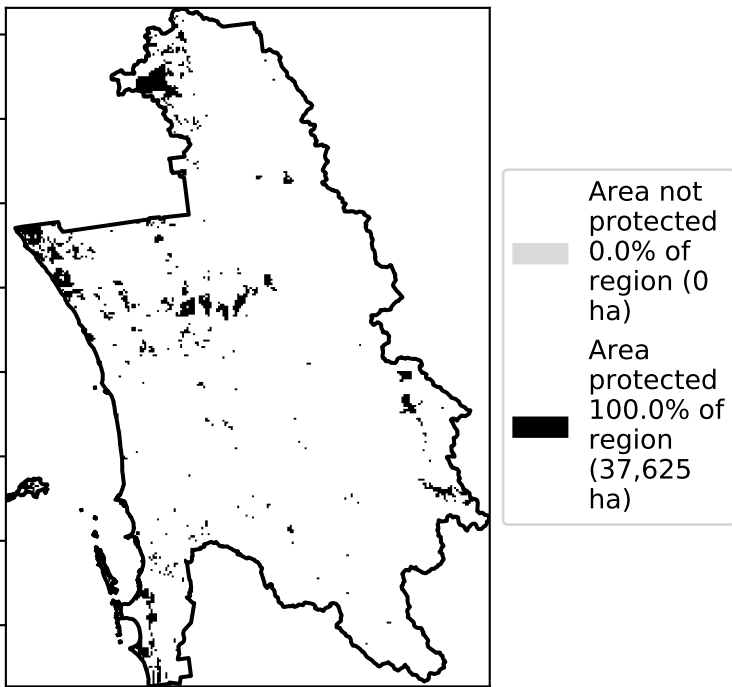 Area not
protected
0.0% of
region (0
ha)
Area
protected
100.0% of
region
(37,625
ha)